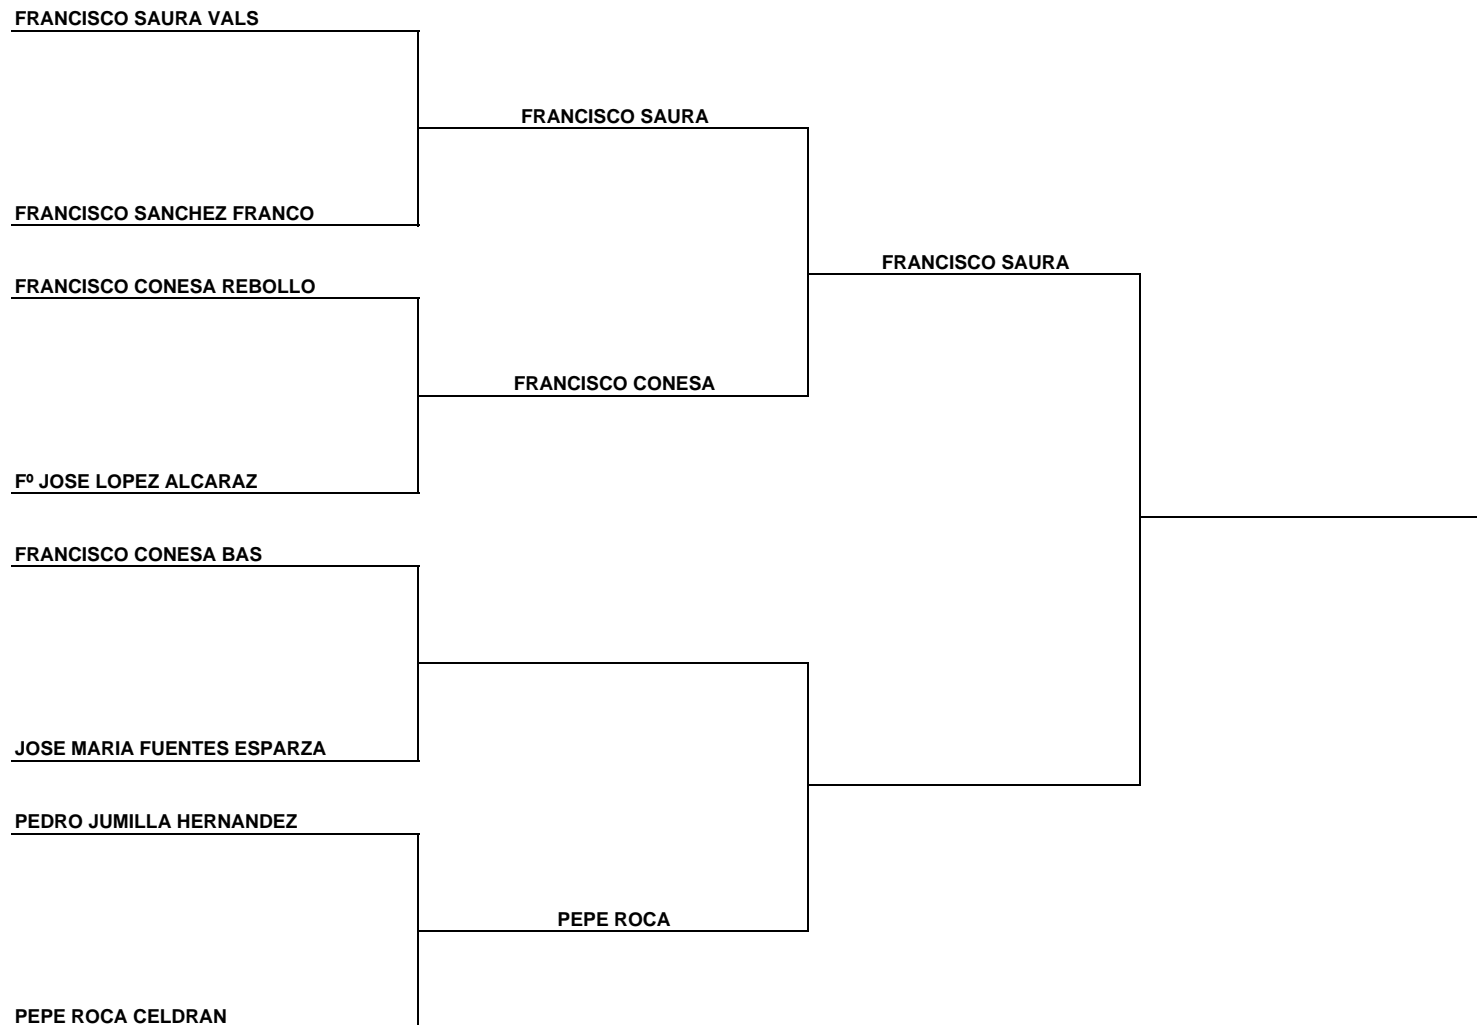 FRANCISCO SAURA VALS
FRANCISCO SAURA
FRANCISCO SANCHEZ FRANCO
FRANCISCO SAURA
FRANCISCO CONESA REBOLLO
FRANCISCO CONESA
Fº JOSE LOPEZ ALCARAZ
FRANCISCO CONESA BAS
JOSE MARIA FUENTES ESPARZA
PEDRO JUMILLA HERNANDEZ
PEPE ROCA
PEPE ROCA CELDRAN